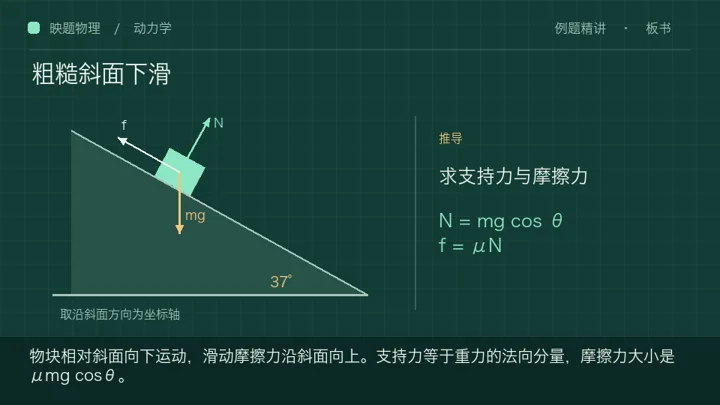 映题物理 / 动力学
例题精讲 · 板书
粗糙斜面下滑
f
N
mg
37°
取沿斜面方向为坐标轴
推导
求支持力与摩擦力
N = mg cos θ
f = μN
物块相对斜面向下运动，滑动摩擦力沿斜面向上。支持力等于重力的法向分量，摩擦力大小是
μmg cosθ。